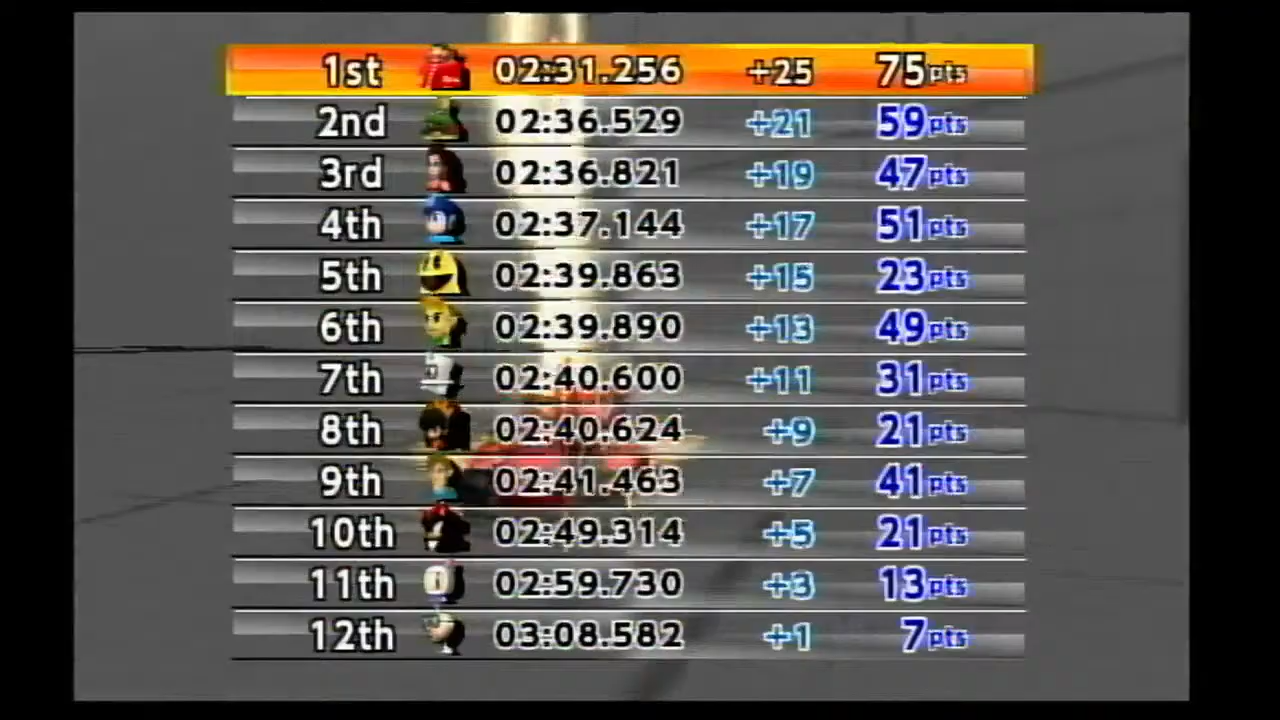 1st 02:31.256 +25 75pts
2nd 02:36.529 +21 59pts
3rd 02:36.821 +19 47pts
4th 02:37.144 +17 51pts
5th 02:39.863 +15 23pts
6th 02:39.890 +13 49pts
7th 02:40.600 +11 31pts
8th 02:40.624 +9 21pts
9th 02:41.463 +7 41pts
10th 02:49.314 +5 21pts
11th 02:59.730 +3 13pts
12th 03:08.582 +1 7pts